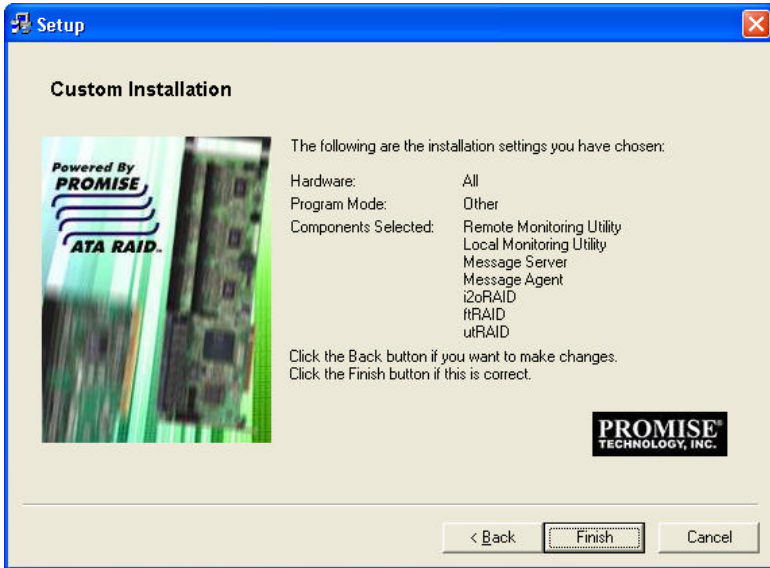 Setup
Custom Installation
Powered By
PROMISE
ATA RAID™
The following are the installation settings you have chosen:
Hardware: All
Program Mode: Other
Components Selected: Remote Monitoring Utility
Local Monitoring Utility
Message Server
Message Agent
i2oRAID
ftRAID
utRAID
Click the Back button if you want to make changes.
Click the Finish button if this is correct.
PROMISE®
TECHNOLOGY, INC.
< Back
Finish
Cancel